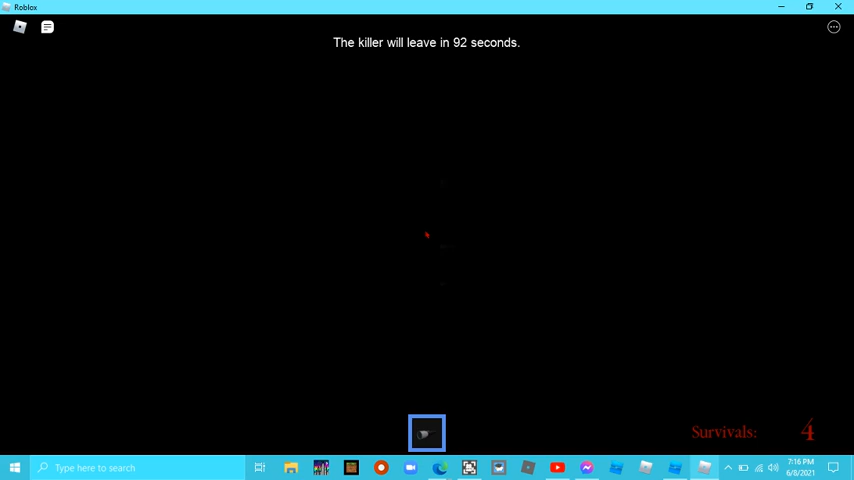 Roblox
The killer will leave in 92 seconds.
Survivals: 4
Type here to search
7:16 PM
6/8/2021